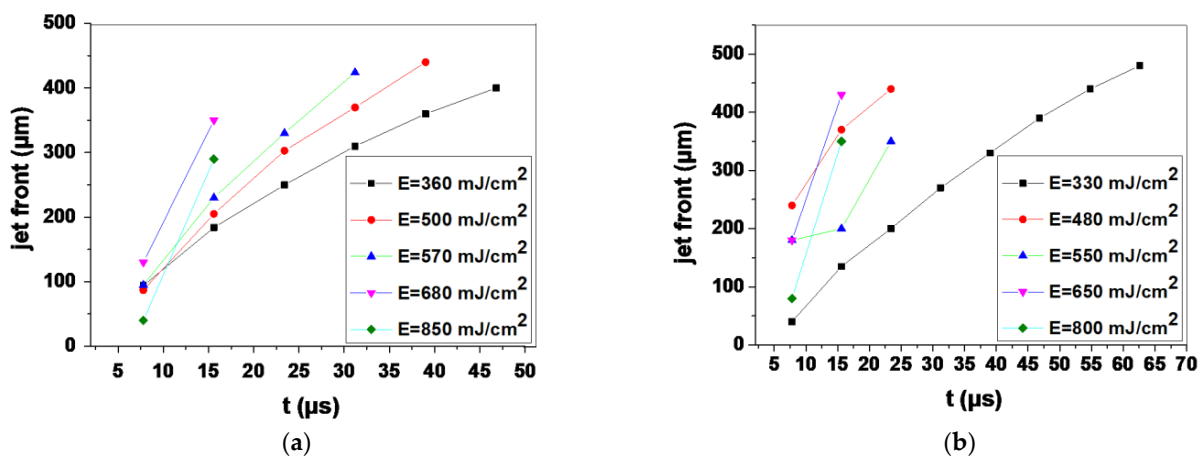 500
400
300
200
100
0
jet front (µm)
E=360 mJ/cm²
E=500 mJ/cm²
E=570 mJ/cm²
E=680 mJ/cm²
E=850 mJ/cm²
5 10 15 20 25 30 35 40 45 50
t (µs)
(a)
500
400
300
200
100
0
jet front (µm)
E=330 mJ/cm²
E=480 mJ/cm²
E=550 mJ/cm²
E=650 mJ/cm²
E=800 mJ/cm²
5 10 15 20 25 30 35 40 45 50 55 60 65 70
t (µs)
(b)